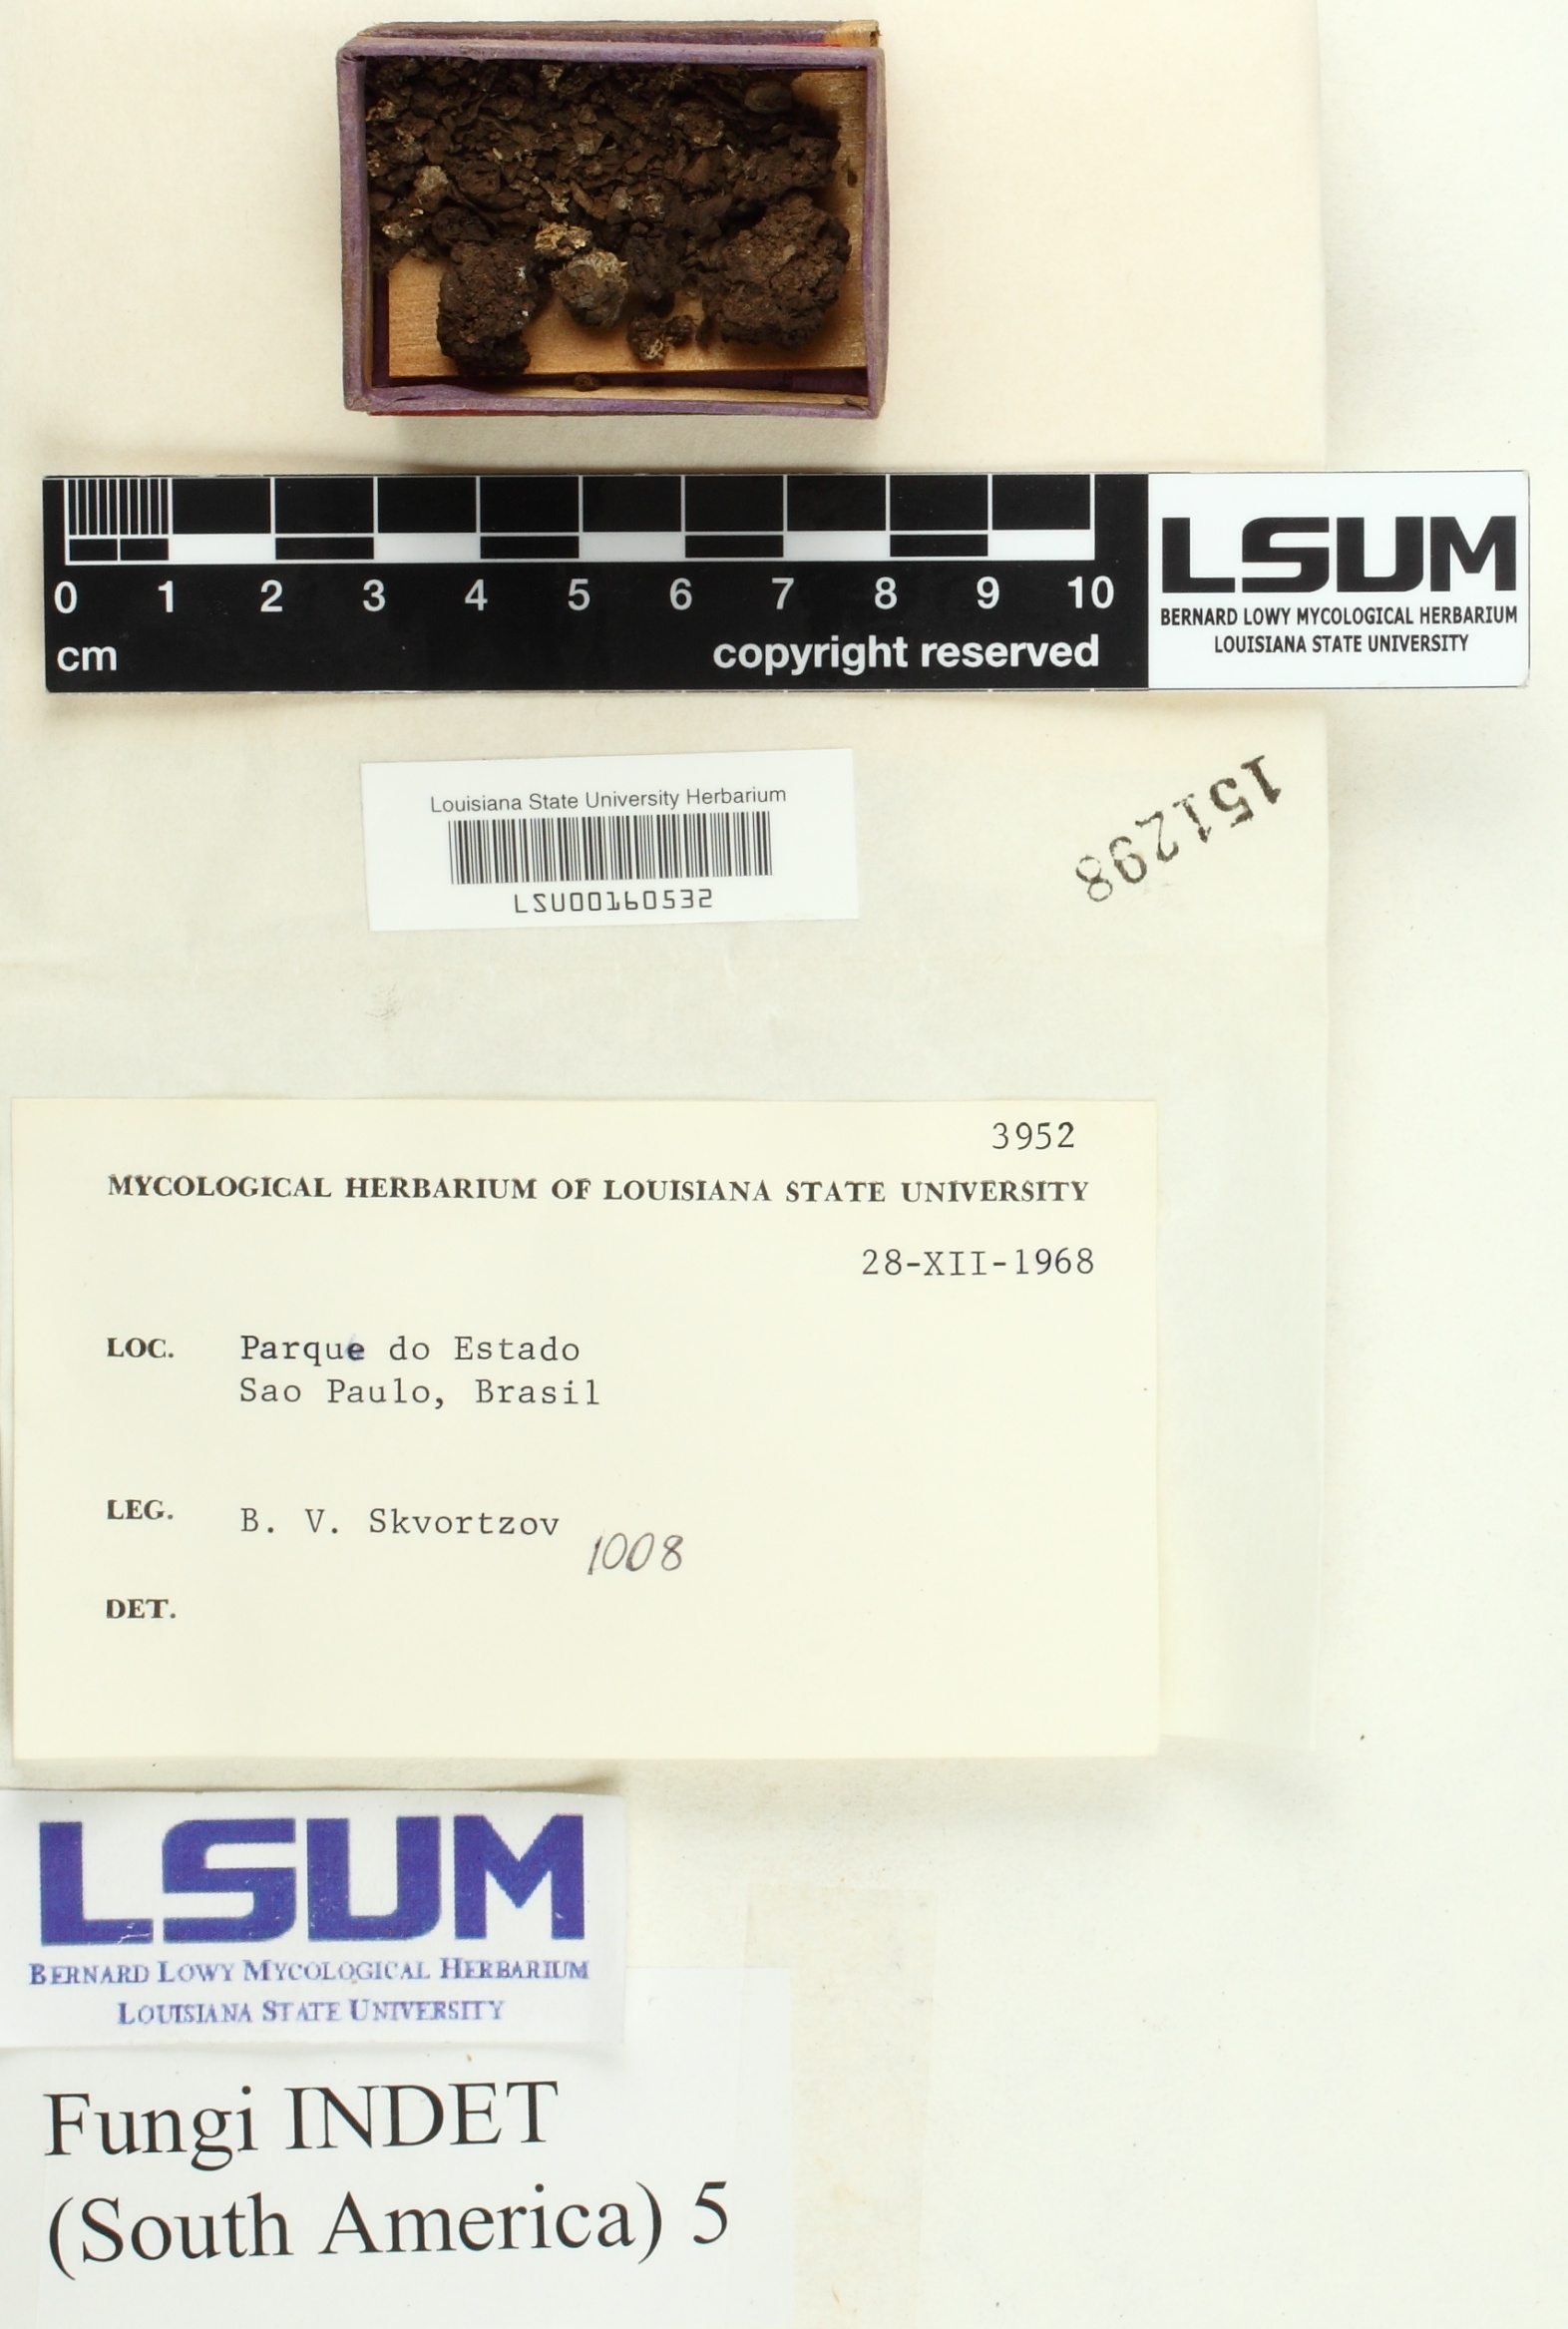 0 1 2 3 4 5 6 7 8 9 10
cm
copyright reserved
LSUM
BERNARD LOWY MYCOLOGICAL HERBARIUM
LOUISIANA STATE UNIVERSITY
Louisiana State University Herbarium
LSU00160532
151298
3952
MYCOLOGICAL HERBARIUM OF LOUISIANA STATE UNIVERSITY
28-XII-1968
LOC. Parque do Estado
Sao Paulo, Brasil
LEG. B. V. Skvortzov
1008
DET.
LSUM
BERNARD LOWY MYCOLOGICAL HERBARIUM
LOUISIANA STATE UNIVERSITY
Fungi INDET
(South America) 5